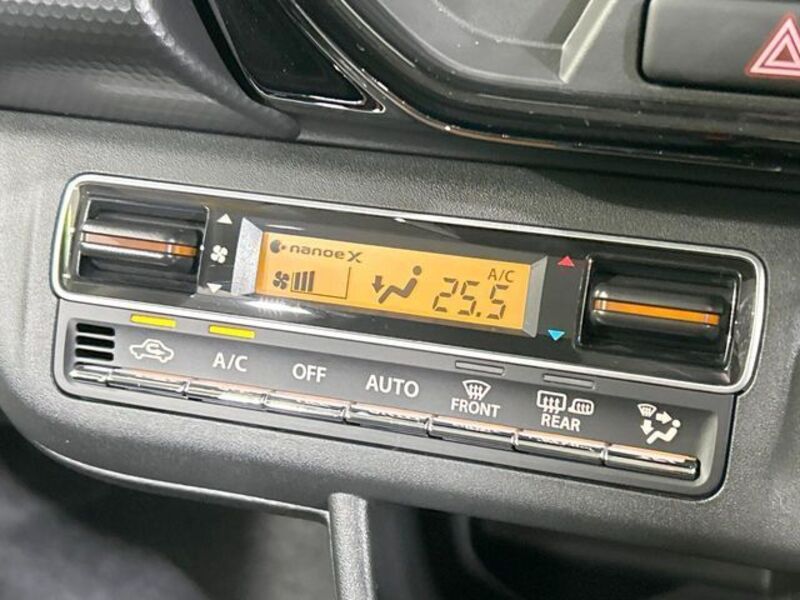 nanoe X
A/C
25.5
A/C
OFF
AUTO
FRONT
REAR